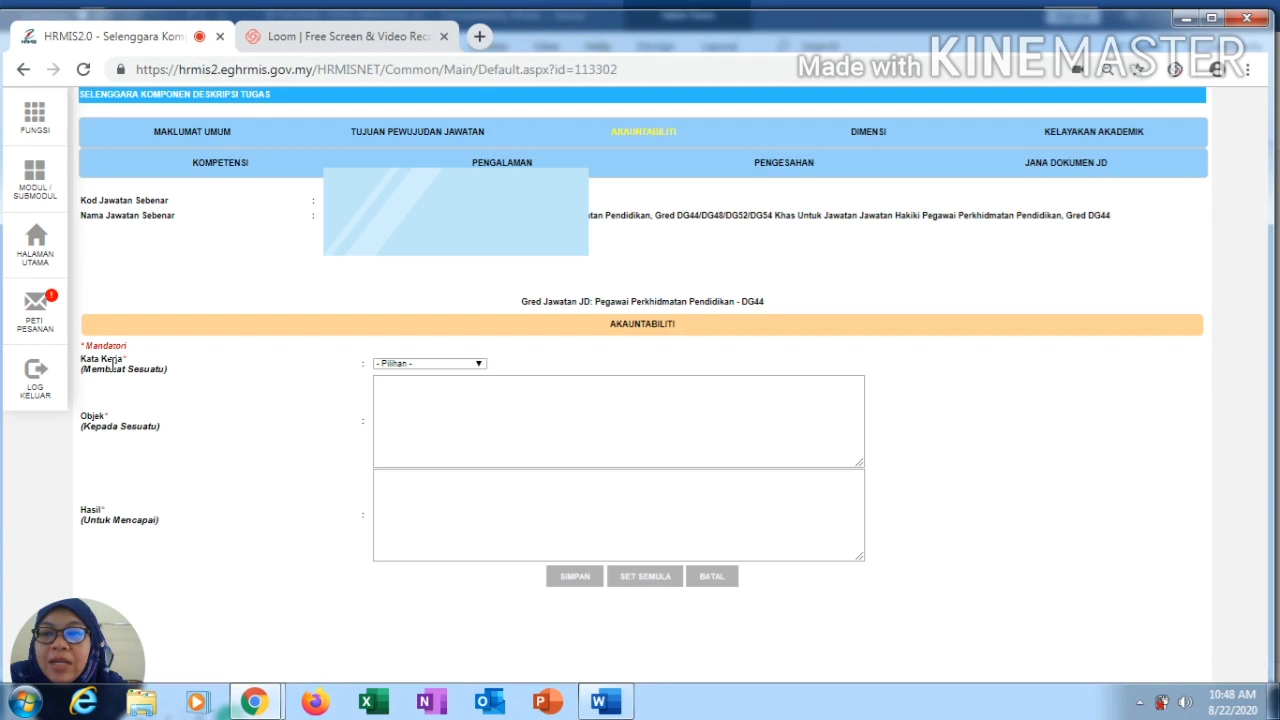 HRMIS2.0 - Selenggara Kom
Loom | Free Screen & Video Rec
Made with KINEMASTER
https://hrmis2.eghrmis.gov.my/HRMISNET/Common/Main/Default.aspx?id=113302
SELENGGARA KOMPONEN DESKRIPSI TUGAS
FUNGSI
MODUL /
SUBMODUL
HALAMAN
UTAMA
PETI
PESANAN
LOG
KELUAR
MAKLUMAT UMUM TUJUAN PEWUJUDAN JAWATAN AKAUNTABILITI DIMENSI KELAYAKAN AKADEMIK
KOMPETENSI PENGALAMAN PENGESAHAN JANA DOKUMEN JD
Kod Jawatan Sebenar :
Nama Jawatan Sebenar : Pendidikan, Gred DG44/DG48/DG52/DG54 Khas Untuk Jawatan Jawatan Hakiki Pegawai Perkhidmatan Pendidikan, Gred DG44
Gred Jawatan JD: Pegawai Perkhidmatan Pendidikan - DG44
AKAUNTABILITI
* Mandatori
Kata Kerja* : - Pilihan -
(Membuat Sesuatu)
Objek* :
(Kepada Sesuatu)
Hasil* :
(Untuk Mencapai)
SIMPAN SET SEMULA BATAL
10:48 AM
8/22/2020